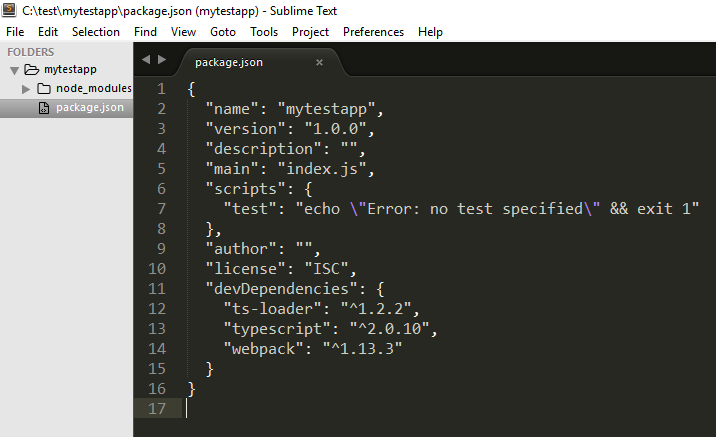 C:\test\mytestapp\package.json (mytestapp) - Sublime Text
File Edit Selection Find View Goto Tools Project Preferences Help
FOLDERS
mytestapp
node_modules
package.json
package.json ×
1 {
2   "name": "mytestapp",
3   "version": "1.0.0",
4   "description": "",
5   "main": "index.js",
6   "scripts": {
7     "test": "echo \"Error: no test specified\" && exit 1"
8   },
9   "author": "",
10   "license": "ISC",
11   "devDependencies": {
12     "ts-loader": "^1.2.2",
13     "typescript": "^2.0.10",
14     "webpack": "^1.13.3"
15   }
16 }
17